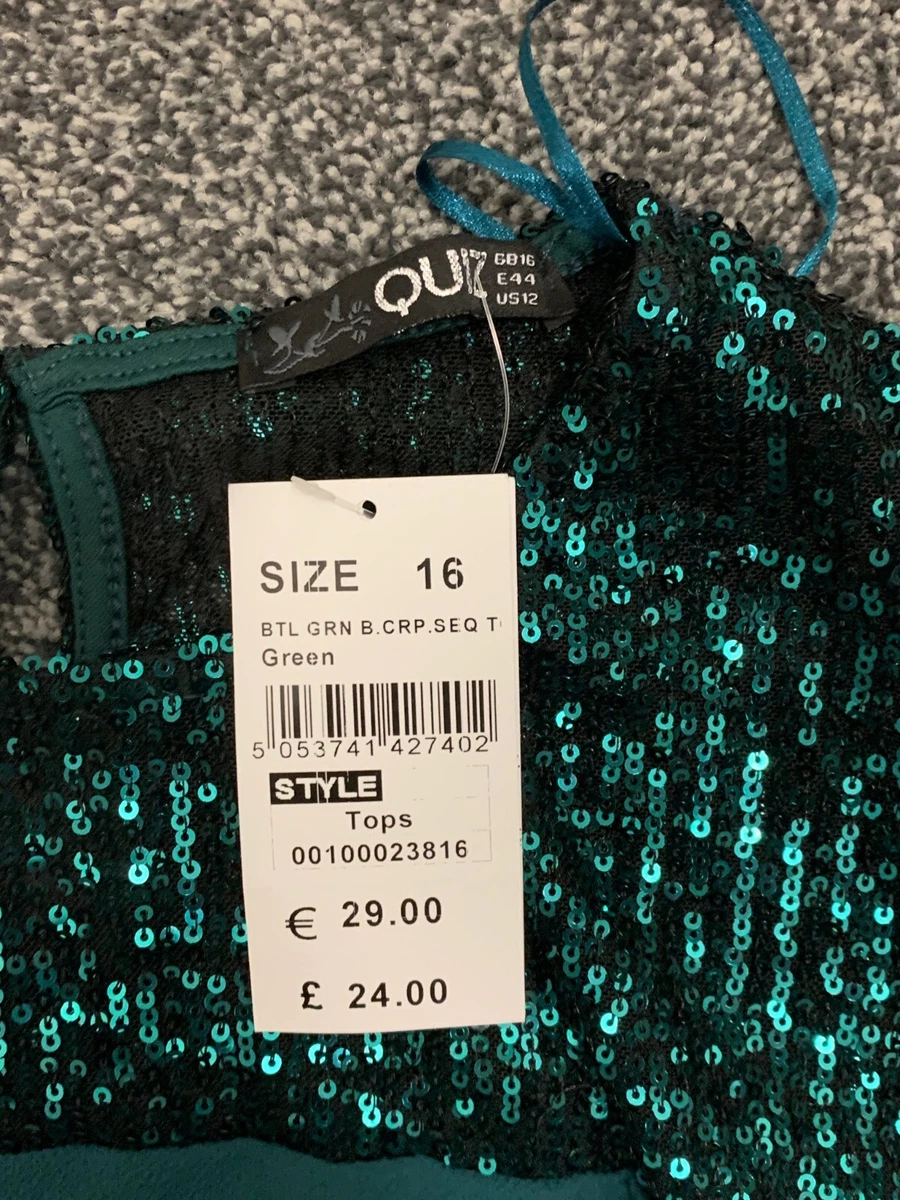 QUIZ
GB16
E44
US12
SIZE 16
BTL GRN B.CRP.SEQ T
Green
5 053741 427402
STYLE
Tops
00100023816
€ 29.00
£ 24.00